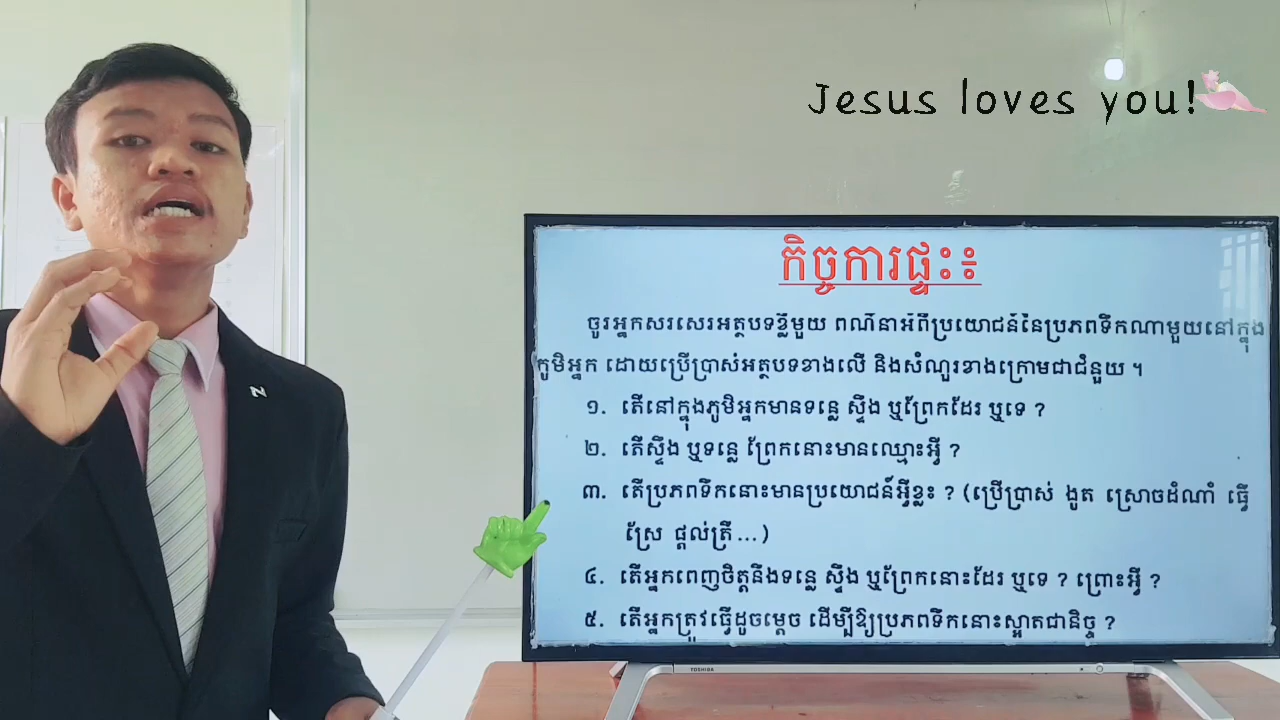 Jesus loves you!
កិច្ចការផ្ទះ៖
ចូរអ្នកសរសេរអត្ថបទខ្លីមួយ ពណ៌នាអំពីប្រយោជន៍នៃប្រភពទឹកណាមួយនៅក្នុង
ភូមិអ្នក ដោយប្រើប្រាស់អត្ថបទខាងលើ និងសំណួរខាងក្រោមជាជំនួយ ។
១. តើនៅក្នុងភូមិអ្នកមានទន្លេ ស្ទឹង ឬព្រែកដែរ ឬទេ ?
២. តើស្ទឹង ឬទន្លេ ព្រែកនោះមានឈ្មោះអ្វី ?
៣. តើប្រភពទឹកនោះមានប្រយោជន៍អ្វីខ្លះ ? (ប្រើប្រាស់ ងូត ស្រោចដំណាំ ធ្វើ
ស្រែ ផ្តល់ត្រី...)
៤. តើអ្នកពេញចិត្តនឹងទន្លេ ស្ទឹង ឬព្រែកនោះដែរ ឬទេ ? ព្រោះអ្វី ?
៥. តើអ្នកត្រូវធ្វើដូចម្តេច ដើម្បីឱ្យប្រភពទឹកនោះស្អាតជានិច្ច ?
TOSHIBA
N